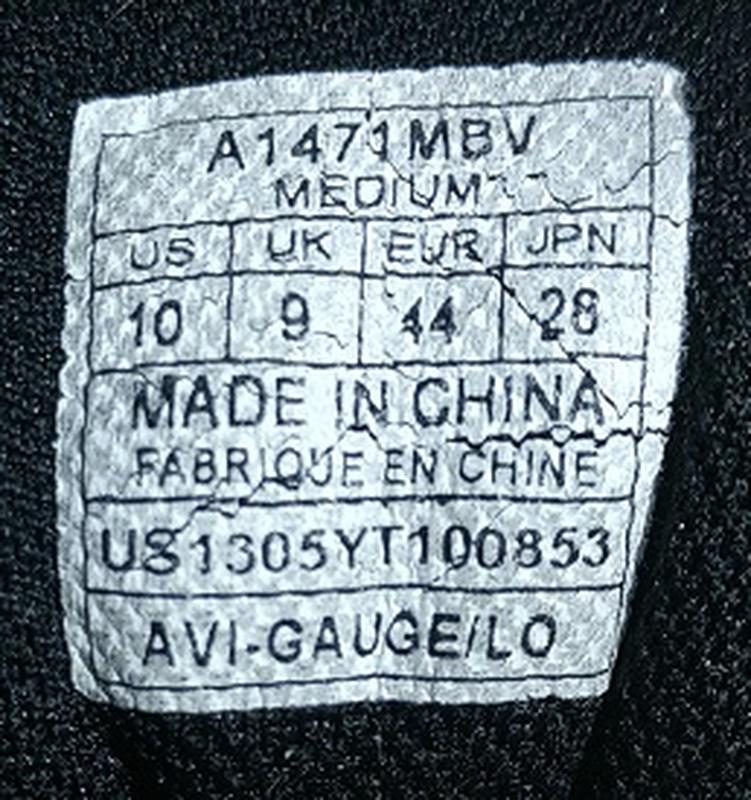 A1471MBV
MEDIUM
US UK EUR JPN
10 9 44 28
MADE IN CHINA
FABRIQUE EN CHINE
US1305YT100853
AVI-GAUGE/LO